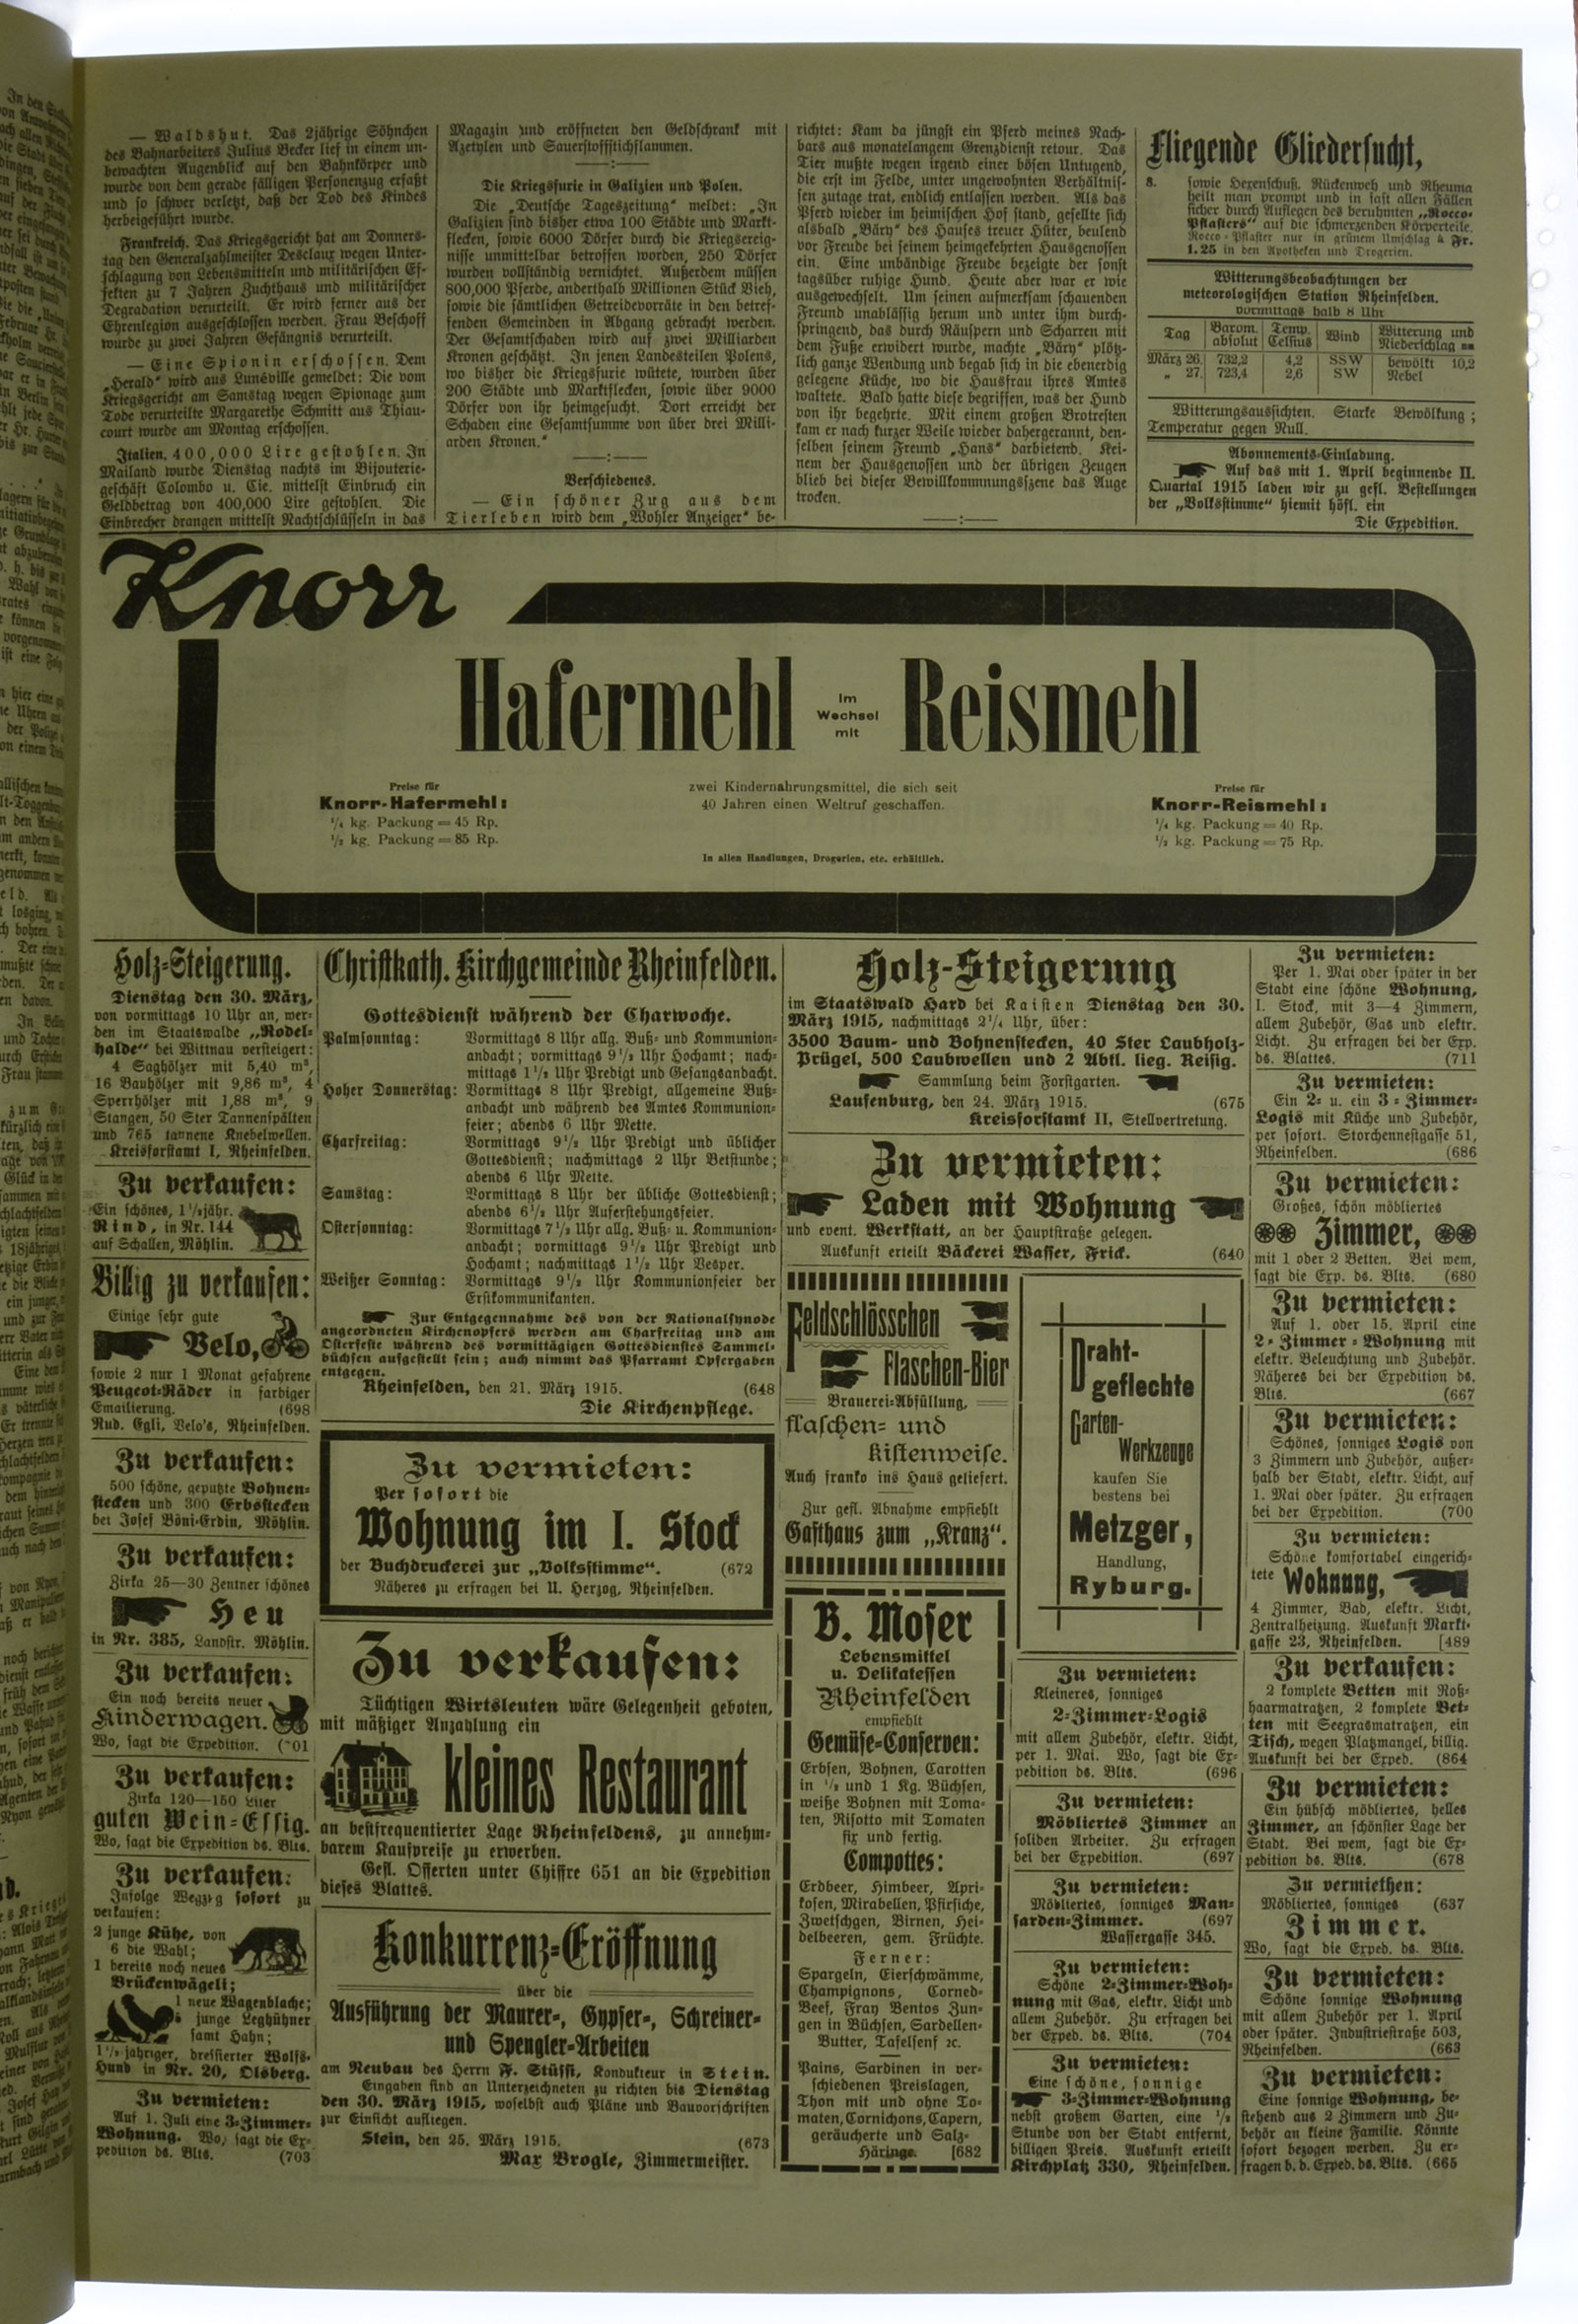 — Waldshut. Das 2jährige Söhnchen
des Bahnarbeiters Julius Becker lief in einem un-
bewachten Augenblick auf den Bahnkörper und
wurde von dem gerade fälligen Personenzug erfaßt
und so schwer verletzt, daß der Tod des Kindes
herbeigeführt wurde.
Frankreich. Das Kriegsgericht hat am Donners-
tag den Generalzahlmeister Desclaux wegen Unter-
schlagung von Lebensmitteln und militärischen Ef-
fekten zu 7 Jahren Zuchthaus und militärischer
Degradation verurteilt. Er wird ferner aus der
Ehrenlegion ausgeschlossen werden. Frau Beschoff
wurde zu zwei Jahren Gefängnis verurteilt.
— Eine Spionin erschossen. Dem
„Herald“ wird aus Lunéville gemeldet: Die vom
Kriegsgericht am Samstag wegen Spionage zum
Tode verurteilte Margarethe Schmitt aus Thiau-
court wurde am Montag erschossen.
Italien. 400,000 Lire gestohlen. In
Mailand wurde Dienstag nachts im Bijouterie-
geschäft Colombo u. Cie. mittelst Einbruch ein
Geldbetrag von 400,000 Lire gestohlen. Die
Einbrecher drangen mittelst Nachtschlüsseln in das
Magazin und eröffneten den Geldschrank mit
Azetylen und Sauerstoffstichflammen.
Die Kriegsfurie in Galizien und Polen.
Die „Deutsche Tageszeitung“ meldet: „In
Galizien sind bisher etwa 100 Städte und Markt-
flecken, sowie 6000 Dörfer durch die Kriegsereig-
nisse unmittelbar betroffen worden, 250 Dörfer
wurden vollständig vernichtet. Außerdem müssen
800,000 Pferde, anderthalb Millionen Stück Vieh,
sowie die sämtlichen Getreidevorräte in den betref-
fenden Gemeinden in Abgang gebracht werden.
Der Gesamtschaden wird auf zwei Milliarden
Kronen geschätzt. In jenen Landesteilen Polens,
wo bisher die Kriegsfurie wütete, wurden über
200 Städte und Marktflecken, sowie über 9000
Dörfer von ihr heimgesucht. Dort erreicht der
Schaden eine Gesamtsumme von über drei Milli-
arden Kronen.“
Verschiedenes.
— Ein schöner Zug aus dem
Tierleben wird dem „Wohler Anzeiger“ be-
richtet: Kam da jüngst ein Pferd meines Nach-
bars aus monatelangem Grenzdienst retour. Das
Tier mußte wegen irgend einer bösen Untugend,
die erst im Felde, unter ungewohnten Verhältnis-
sen zutage trat, endlich entlassen werden. Als das
Pferd wieder im heimischen Hof stand, gesellte sich
alsbald „Bäry“ des Hauses treuer Hüter, beulend
vor Freude bei seinem heimgekehrten Hausgenossen
ein. Eine unbändige Freude bezeigte der sonst
tagsüber ruhige Hund. Heute aber war er wie
ausgewechselt. Um seinen aufmerksam schauenden
Freund unablässig herum und unter ihm durch-
springend, das durch Räuspern und Scharren mit
dem Fuße erwidert wurde, machte „Bäry“ plötz-
lich ganze Wendung und begab sich in die ebenerdig
gelegene Küche, wo die Hausfrau ihres Amtes
waltete. Bald hatte diese begriffen, was der Hund
von ihr begehrte. Mit einem großen Brotresten
kam er nach kurzer Weile wieder dahergerannt, den-
selben seinem Freund „Hans“ darbietend. Kei-
nem der Hausgenossen und der übrigen Zeugen
blieb bei dieser Bewillkommnungsszene das Auge
trocken.
Fliegende Gliedersucht,
8. sowie Hexenschuß, Rückenweh und Rheuma
heilt man prompt und in fast allen Fällen
sicher durch Auflegen des berühmten „Rocco-
Pflasters“ auf die schmerzenden Körperteile.
Rocco-Pflaster nur in grünem Umschlag à Fr.
1.25 in den Apotheken und Drogerien.
Witterungsbeobachtungen der
meteorologischen Station Rheinfelden.
vormittags halb 8 Uhr
Tag Barom. absolut Temp. Celsius Wind Witterung und Niederschlag mm
März 26. 732,2 4,2 SSW bewölkt 10,2
„ 27. 723,4 2,6 SW Nebel
Witterungsaussichten. Starke Bewölkung;
Temperatur gegen Null.
Abonnements-Einladung.
Auf das mit 1. April beginnende II.
Quartal 1915 laden wir zu gefl. Bestellungen
der „Volksstimme“ hiemit höfl. ein
Die Expedition.
Knorr
Hafermehl im Wechsel mit Reismehl
Preise für
Knorr-Hafermehl:
1/4 kg. Packung = 45 Rp.
1/2 kg. Packung = 85 Rp.
zwei Kindernahrungsmittel, die sich seit
40 Jahren einen Weltruf geschaffen.
In allen Handlungen, Drogerien, etc. erhältlich.
Preise für
Knorr-Reismehl:
1/4 kg. Packung = 40 Rp.
1/2 kg. Packung = 75 Rp.
Holz-Steigerung.
Dienstag den 30. März,
von vormittags 10 Uhr an, wer-
den im Staatswalde „Rodel-
halde“ bei Wittnau versteigert:
4 Saghölzer mit 5,40 m³,
16 Bauhölzer mit 9,86 m³, 4
Sperrhölzer mit 1,88 m³, 9
Stangen, 50 Ster Tannenspälten
und 765 tannene Knebelwellen.
Kreisforstamt I, Rheinfelden.
Zu verkaufen:
Ein schönes, 1 1/2jähr.
Rind, in Nr. 144
auf Schallen, Möhlin.
Billig zu verkaufen:
Einige sehr gute
Velo,
sowie 2 nur 1 Monat gefahrene
Peugeot-Räder in farbiger
Emailierung. (698
Rud. Egli, Velo's, Rheinfelden.
Zu verkaufen:
500 schöne, geputzte Bohnen-
stecken und 300 Erbsstecken
bei Josef Böni-Erdin, Möhlin.
Zu verkaufen:
Zirka 25—30 Zentner schönes
Heu
in Nr. 385, Landstr. Möhlin.
Zu verkaufen:
Ein noch bereits neuer
Kinderwagen.
Wo, sagt die Expedition. ( 01
Zu verkaufen:
Zirka 120—150 Liter
guten Wein-Essig.
Wo, sagt die Expedition ds. Blts.
Zu verkaufen:
Infolge Wegzug sofort zu
verkaufen:
2 junge Kühe, von
6 die Wahl;
1 bereits noch neues
Brückenwägeli;
1 neue Wagenblache;
junge Leghühner
samt Hahn;
1 1/2 jähriger, dressierter Wolfs-
Hund in Nr. 20, Olsberg.
Zu vermieten:
Auf 1. Juli eine 3-Zimmer-
Wohnung. Wo, sagt die Ex-
pedition ds. Blts. (703
Christkath. Kirchgemeinde Rheinfelden.
Gottesdienst während der Charwoche.
Palmsonntag: Vormittags 8 Uhr allg. Buß- und Kommunion-
andacht; vormittags 9 1/2 Uhr Hochamt; nach-
mittags 1 1/2 Uhr Predigt und Gesangsandacht.
Hoher Donnerstag: Vormittags 8 Uhr Predigt, allgemeine Buß-
andacht und während des Amtes Kommunion-
feier; abends 6 Uhr Mette.
Charfreitag: Vormittags 9 1/2 Uhr Predigt und üblicher
Gottesdienst; nachmittags 2 Uhr Betstunde;
abends 6 Uhr Mette.
Samstag: Vormittags 8 Uhr der übliche Gottesdienst;
abends 6 1/2 Uhr Auferstehungsfeier.
Ostersonntag: Vormittags 7 1/2 Uhr allg. Buß- u. Kommunion-
andacht; vormittags 9 1/2 Uhr Predigt und
Hochamt; nachmittags 1 1/2 Uhr Vesper.
Weißer Sonntag: Vormittags 9 1/2 Uhr Kommunionfeier der
Erstkommunikanten.
Zur Entgegennahme des von der Nationalsynode
angeordneten Kirchenopfers werden am Charfreitag und am
Osterfeste während des vormittägigen Gottesdienstes Sammel-
büchsen aufgestellt sein; auch nimmt das Pfarramt Opfergaben
entgegen.
Rheinfelden, den 21. März 1915. (648
Die Kirchenpflege.
Zu vermieten:
Per sofort die
Wohnung im I. Stock
der Buchdruckerei zur „Volksstimme“. (672
Näheres zu erfragen bei U. Herzog, Rheinfelden.
Zu verkaufen:
Tüchtigen Wirtsleuten wäre Gelegenheit geboten,
mit mäßiger Anzahlung ein
kleines Restaurant
an bestfrequentierter Lage Rheinfeldens, zu annehm-
barem Kaufpreise zu erwerben.
Gefl. Offerten unter Chiffre 651 an die Expedition
dieses Blattes.
Konkurrenz-Eröffnung
über die
Ausführung der Maurer-, Gypser-, Schreiner-
und Spengler-Arbeiten
am Neubau des Herrn F. Stüssi, Kondukteur in Stein.
Eingaben sind an Unterzeichneten zu richten bis Dienstag
den 30. März 1915, woselbst auch Pläne und Bauvorschriften
zur Einsicht aufliegen.
Stein, den 25. März 1915. (673
Max Brogle, Zimmermeister.
Holz-Steigerung
im Staatswald Hard bei Kaisten Dienstag den 30.
März 1915, nachmittags 2 1/4 Uhr, über:
3500 Baum- und Bohnenstecken, 40 Ster Laubholz-
Prügel, 500 Laubwellen und 2 Abtl. lieg. Reisig.
Sammlung beim Forstgarten.
Laufenburg, den 24. März 1915. (675
Kreisforstamt II, Stellvertretung.
Zu vermieten:
Laden mit Wohnung
und event. Werkstatt, an der Hauptstraße gelegen.
Auskunft erteilt Bäckerei Wasser, Frick. (640
Feldschlösschen
Flaschen-Bier
Brauerei-Abfüllung,
flaschen- und
kistenweise.
Auch franko ins Haus geliefert.
Zur gefl. Abnahme empfiehlt
Gasthaus zum „Kranz“.
B. Moser
Lebensmittel
u. Delikatessen
Rheinfelden
empfiehlt
Gemüse-Conserven:
Erbsen, Bohnen, Carotten
in 1/2 und 1 Kg. Büchsen,
weiße Bohnen mit Toma-
ten, Risotto mit Tomaten
fix und fertig.
Compottes:
Erdbeer, Himbeer, Apri-
kosen, Mirabellen, Pfirsiche,
Zwetschgen, Birnen, Hei-
delbeeren, gem. Früchte.
Ferner:
Spargeln, Eierschwämme,
Champignons, Corned-
Beef, Fray Bentos Zun-
gen in Büchsen, Sardellen-
Butter, Tafelsenf ꝛc.
Pains, Sardinen in ver-
schiedenen Preislagen,
Thon mit und ohne To-
maten, Cornichons, Capern,
geräucherte und Salz-
Häringe. [682
Draht-
geflechte
Garten-
Werkzeuge
kaufen Sie
bestens bei
Metzger,
Handlung,
Ryburg.
Zu vermieten:
Kleineres, sonniges
2-Zimmer-Logis
mit allem Zubehör, elektr. Licht,
per 1. Mai. Wo, sagt die Ex-
pedition ds. Blts. (696
Zu vermieten:
Möbliertes Zimmer an
soliden Arbeiter. Zu erfragen
bei der Expedition. (697
Zu vermieten:
Möbliertes, sonniges Man-
sarden-Zimmer. (697
Wassergasse 345.
Zu vermieten:
Schöne 2-Zimmer-Woh-
nung mit Gas, elektr. Licht und
allem Zubehör. Zu erfragen bei
der Exped. ds. Blts. (704
Zu vermieten:
Eine schöne, sonnige
3-Zimmer-Wohnung
nebst großem Garten, eine 1/2
Stunde von der Stadt entfernt,
billigen Preis. Auskunft erteilt
Kirchplatz 330, Rheinfelden.
Zu vermieten:
Per 1. Mai oder später in der
Stadt eine schöne Wohnung,
I. Stock, mit 3—4 Zimmern,
allem Zubehör, Gas und elektr.
Licht. Zu erfragen bei der Exp.
ds. Blattes. (711
Zu vermieten:
Ein 2- u. ein 3-Zimmer-
Logis mit Küche und Zubehör,
per sofort. Storchennestgasse 51,
Rheinfelden. (686
Zu vermieten:
Großes, schön möbliertes
Zimmer,
mit 1 oder 2 Betten. Bei wem,
sagt die Exp. ds. Blts. (680
Zu vermieten:
Auf 1. oder 15. April eine
2-Zimmer-Wohnung mit
elektr. Beleuchtung und Zubehör.
Näheres bei der Expedition ds.
Blts. (667
Zu vermieten:
Schönes, sonniges Logis von
3 Zimmern und Zubehör, außer-
halb der Stadt, elektr. Licht, auf
1. Mai oder später. Zu erfragen
bei der Expedition. (700
Zu vermieten:
Schöne komfortabel eingerich-
tete Wohnung,
4 Zimmer, Bad, elektr. Licht,
Zentralheizung. Auskunft Markt-
gasse 23, Rheinfelden. [489
Zu verkaufen:
2 komplete Betten mit Roß-
haarmatratzen, 2 komplete Bet-
ten mit Seegrasmatratzen, ein
Tisch, wegen Platzmangel, billig.
Auskunft bei der Exped. (864
Zu vermieten:
Ein hübsch möbliertes, helles
Zimmer, an schönster Lage der
Stadt. Bei wem, sagt die Ex-
pedition ds. Blts. (678
Zu vermiethen:
Möbliertes, sonniges (637
Zimmer.
Wo, sagt die Exped. ds. Blts.
Zu vermieten:
Schöne sonnige Wohnung
mit allem Zubehör per 1. April
oder später. Industriestraße 503,
Rheinfelden. (663
Zu vermieten:
Eine sonnige Wohnung, be-
stehend aus 2 Zimmern und Zu-
behör an kleine Familie. Könnte
sofort bezogen werden. Zu er-
fragen b. d. Exped. ds. Blts. (665